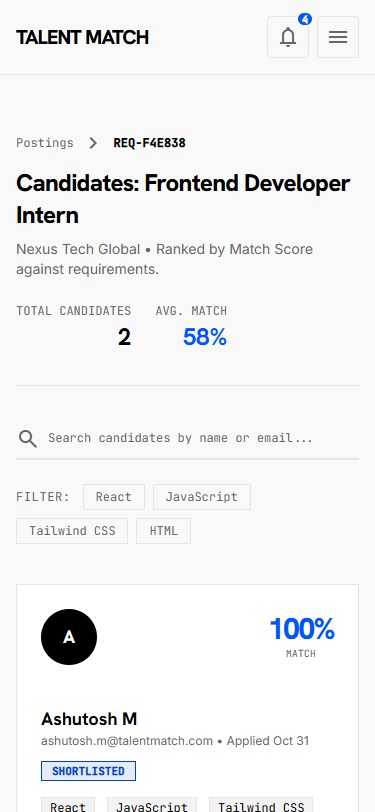 TALENT MATCH
4
Postings > REQ-F4E838
Candidates: Frontend Developer
Intern
Nexus Tech Global • Ranked by Match Score
against requirements.
TOTAL CANDIDATES AVG. MATCH
2 58%
Search candidates by name or email...
FILTER: React JavaScript
Tailwind CSS HTML
A 100%
MATCH
Ashutosh M
ashutosh.m@talentmatch.com • Applied Oct 31
SHORTLISTED
React JavaScript Tailwind CSS